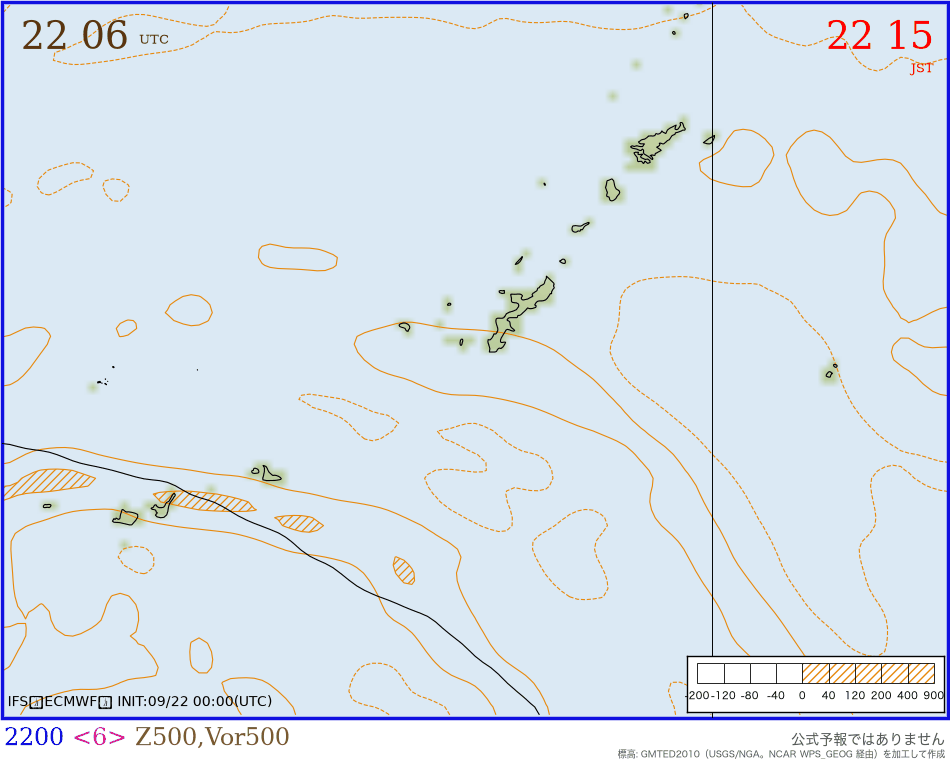 22 06 UTC
22 15
JST
-200 -120 -80 -40 0 40 120 200 400 900
IFS ECMWF INIT:09/22 00:00(UTC)
2200 <6> Z500,Vor500
公式予報ではありません
標高: GMTED2010（USGS/NGA。NCAR WPS_GEOG 経由）を加工して作成